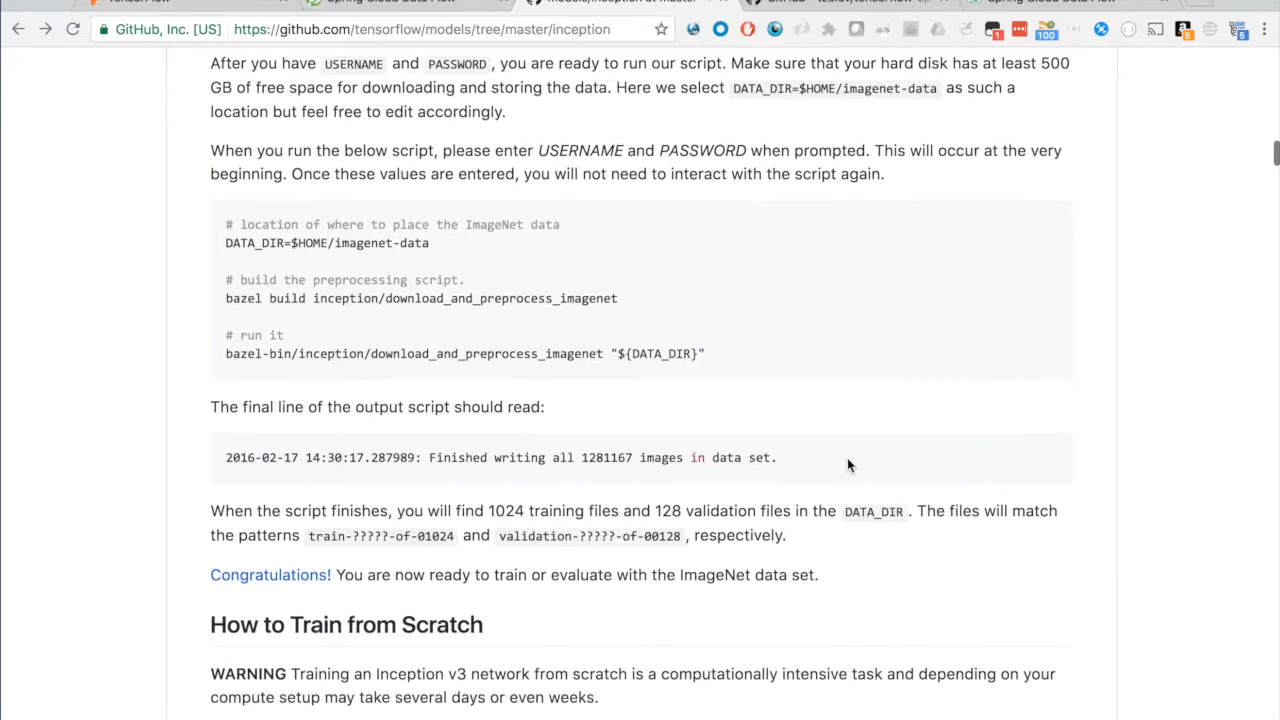 GitHub, Inc. [US]
https://github.com/tensorflow/models/tree/master/inception
1
100
5
5
After you have USERNAME and PASSWORD, you are ready to run our script. Make sure that your hard disk has at least 500
GB of free space for downloading and storing the data. Here we select DATA_DIR=$HOME/imagenet-data as such a
location but feel free to edit accordingly.
When you run the below script, please enter USERNAME and PASSWORD when prompted. This will occur at the very
beginning. Once these values are entered, you will not need to interact with the script again.
# location of where to place the ImageNet data
DATA_DIR=$HOME/imagenet-data
# build the preprocessing script.
bazel build inception/download_and_preprocess_imagenet
# run it
bazel-bin/inception/download_and_preprocess_imagenet "${DATA_DIR}"
The final line of the output script should read:
2016-02-17 14:30:17.287989: Finished writing all 1281167 images in data set.
When the script finishes, you will find 1024 training files and 128 validation files in the DATA_DIR. The files will match
the patterns train-?????-of-01024 and validation-?????-of-00128, respectively.
Congratulations! You are now ready to train or evaluate with the ImageNet data set.
How to Train from Scratch
WARNING Training an Inception v3 network from scratch is a computationally intensive task and depending on your
compute setup may take several days or even weeks.